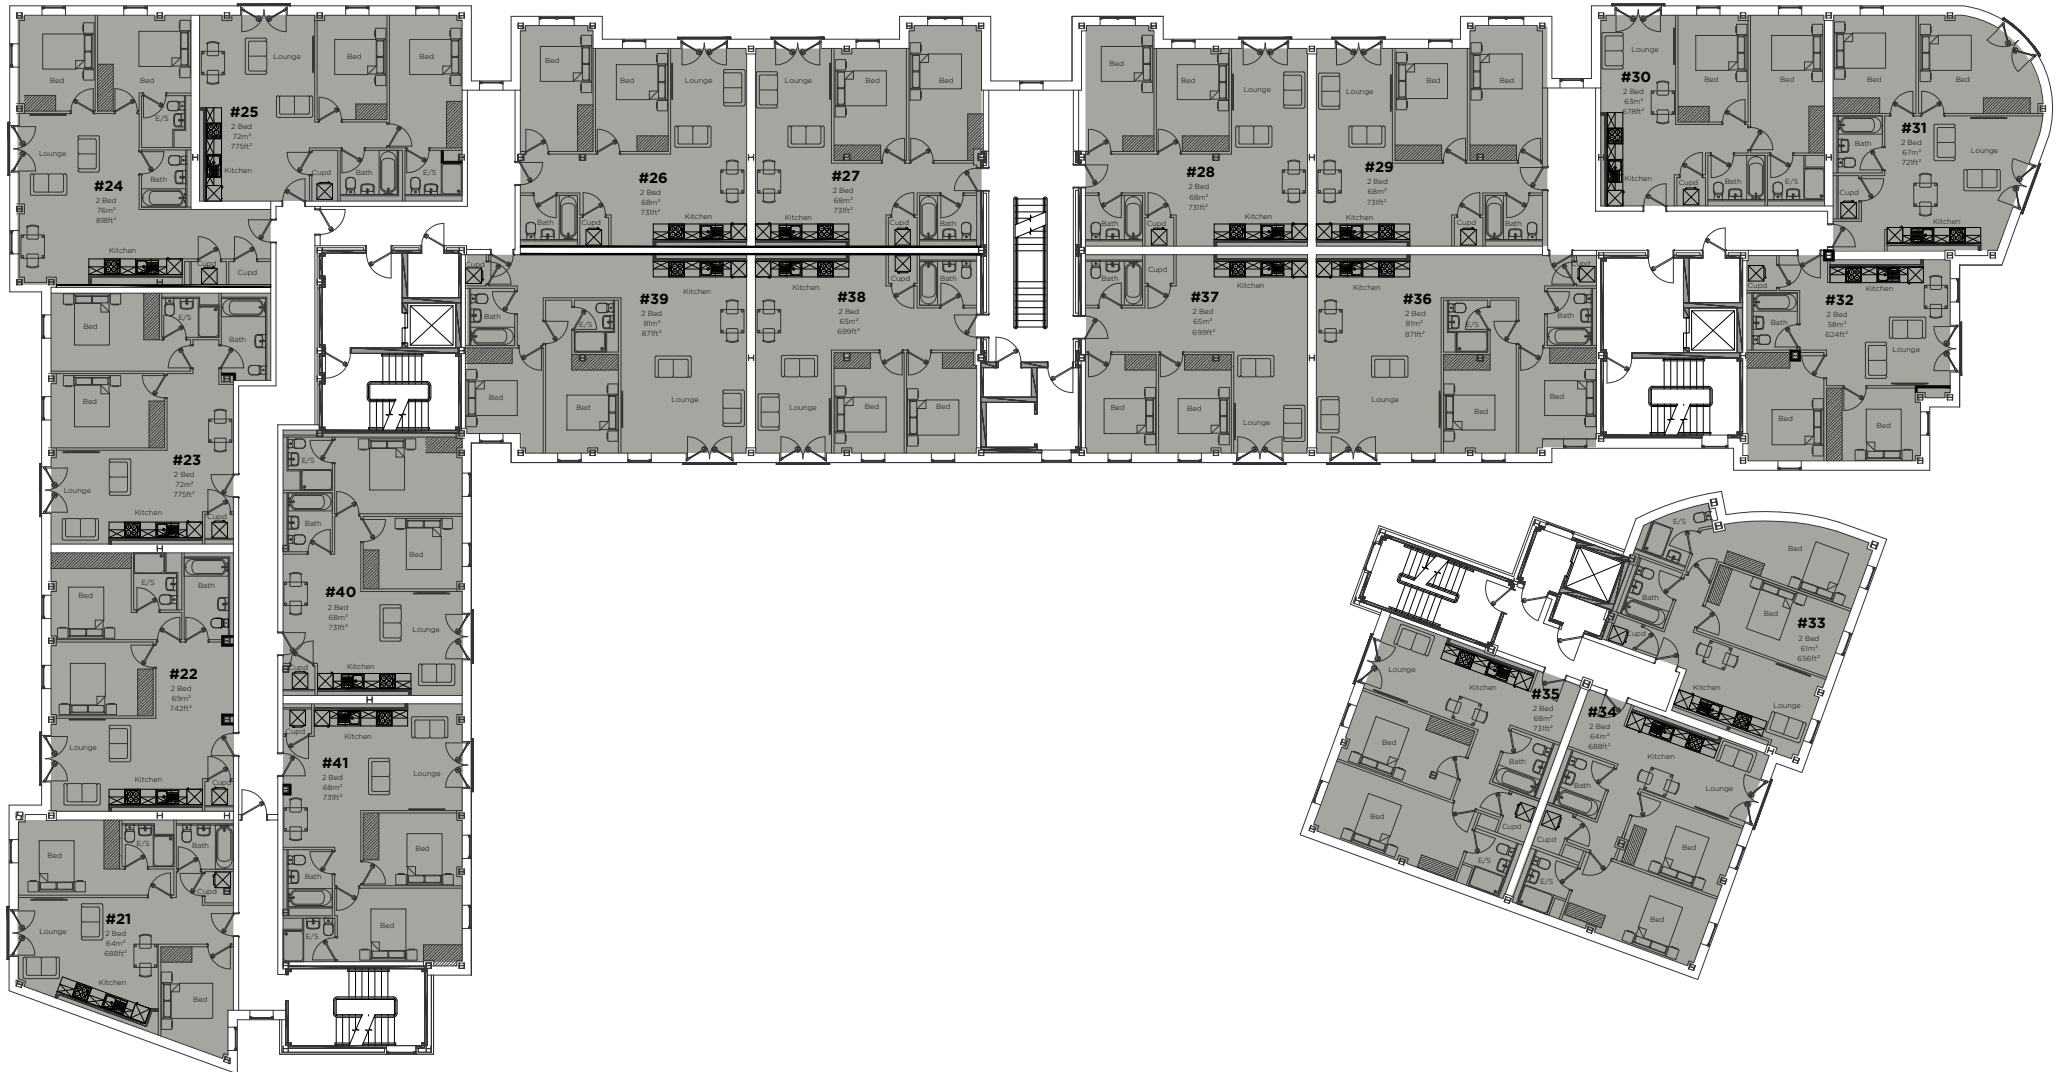 #24
2 Bed
76m²
818ft²
Bed
Bed
E/S
Lounge
Bath
Kitchen
Cupd
Cupd
#25
2 Bed
72m²
775ft²
Lounge
Bed
Bed
Kitchen
Cupd
Bath
E/S
#26
2 Bed
68m²
731ft²
Bed
Bed
Lounge
Bath
Cupd
Kitchen
#27
2 Bed
68m²
731ft²
Lounge
Bed
Bed
Kitchen
Cupd
Bath
#28
2 Bed
68m²
731ft²
Bed
Bed
Lounge
Bath
Cupd
Kitchen
#29
2 Bed
68m²
731ft²
Lounge
Bed
Bed
Kitchen
Cupd
Bath
#30
2 Bed
63m²
678ft²
Lounge
Bed
Bed
Kitchen
Cupd
Bath
E/S
#31
2 Bed
67m²
721ft²
Bed
Bed
Bath
Lounge
Cupd
Kitchen
#39
2 Bed
81m²
871ft²
Cupd
Bath
E/S
Kitchen
Bed
Bed
Lounge
#38
2 Bed
65m²
699ft²
Kitchen
Cupd
Bath
Lounge
Bed
Bed
#37
2 Bed
65m²
699ft²
Bath
Cupd
Kitchen
Bed
Bed
Lounge
#36
2 Bed
81m²
871ft²
Kitchen
Cupd
E/S
Bath
Lounge
Bed
Bed
#32
2 Bed
58m²
624ft²
Cupd
Kitchen
Bath
Lounge
Bed
Bed
#23
2 Bed
72m²
775ft²
Bed
E/S
Bath
Bed
Lounge
Kitchen
Cupd
#40
2 Bed
68m²
731ft²
E/S
Bed
Bath
Bed
Lounge
Kitchen
Cupd
#22
2 Bed
69m²
742ft²
E/S
Bath
Bed
Bed
Lounge
Kitchen
Cupd
#41
2 Bed
68m²
731ft²
Cupd
Kitchen
Lounge
Bed
Bath
Bed
E/S
#21
2 Bed
64m²
688ft²
Bed
E/S
Bath
Cupd
Lounge
Kitchen
Bed
#33
2 Bed
61m²
656ft²
E/S
Bed
Bath
Bed
Cupd
Kitchen
Lounge
#35
2 Bed
68m²
731ft²
Lounge
Kitchen
Bed
Bath
Bed
Cupd
E/S
#34
2 Bed
64m²
688ft²
Kitchen
Bath
Lounge
Cupd
Bed
E/S
Bed